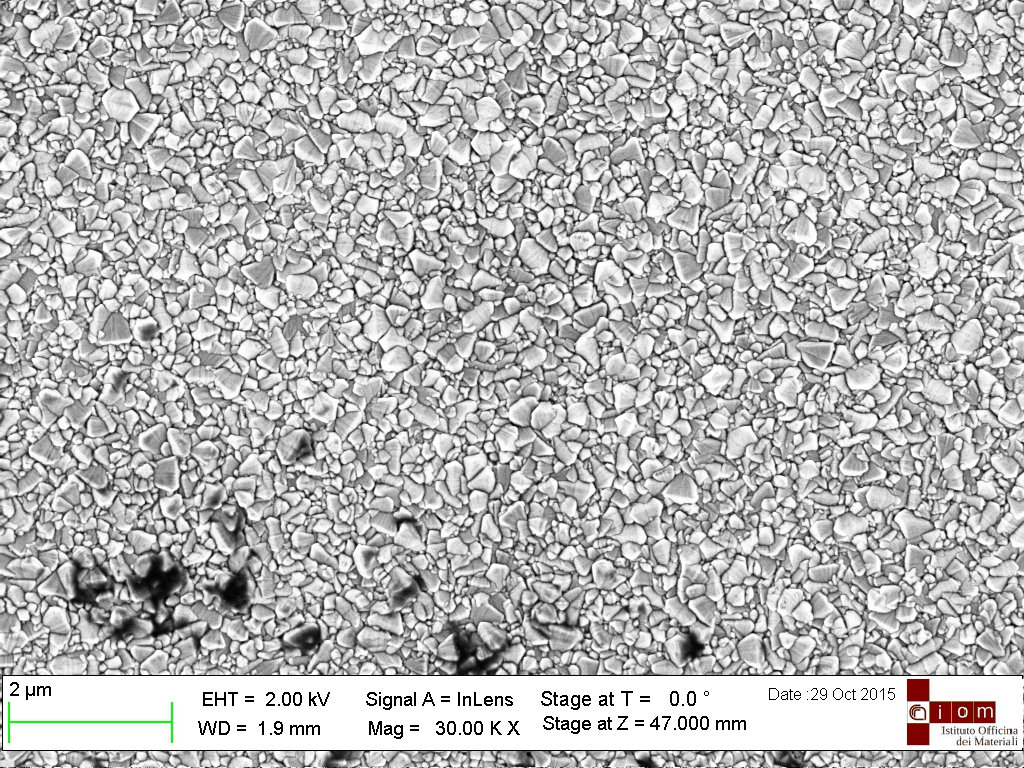 2 µm
EHT = 2.00 kV Signal A = InLens Stage at T = 0.0 ° Date :29 Oct 2015
WD = 1.9 mm Mag = 30.00 K X Stage at Z = 47.000 mm
iom
Istituto Officina
dei Materiali